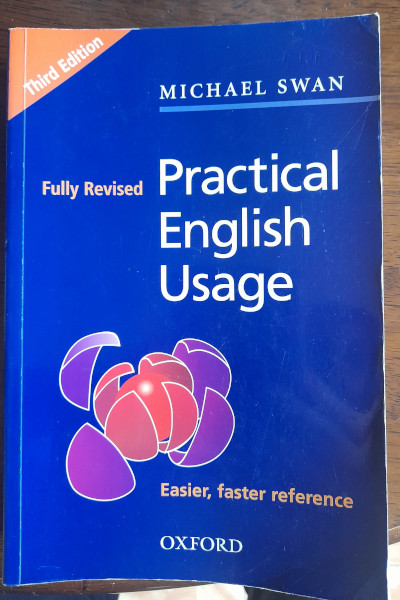 Third Edition
MICHAEL SWAN
Fully Revised
Practical
English
Usage
Easier, faster reference
OXFORD